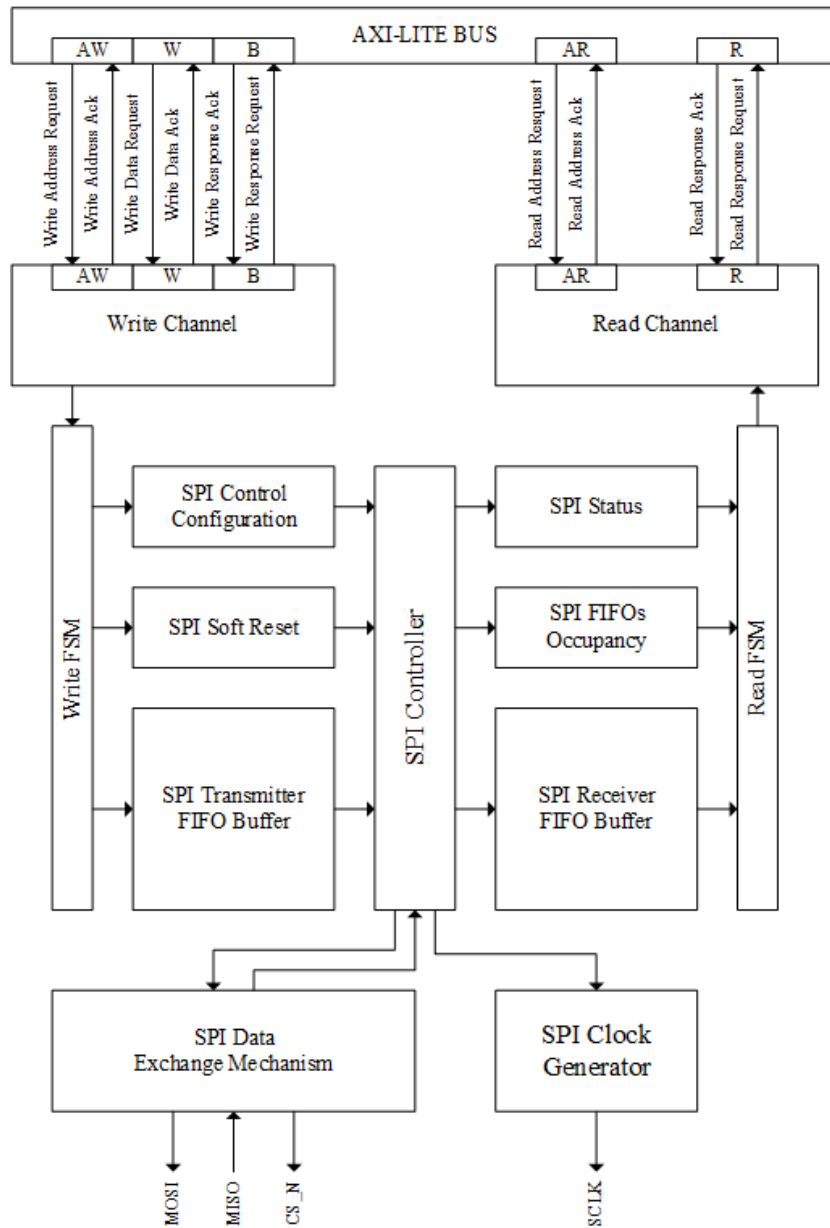 AXI-LITE BUS
AW
W
B
AR
R
Write Address Request
Write Address Ack
Write Data Request
Write Data Ack
Write Response Ack
Write Response Request
Read Address Resquest
Read Address Ack
Read Response Ack
Read Response Request
AW
W
B
AR
R
Write Channel
Read Channel
Write FSM
SPI Control
Configuration
SPI Controller
SPI Status
Read FSM
SPI Soft Reset
SPI FIFOs
Occupancy
SPI Transmitter
FIFO Buffer
SPI Receiver
FIFO Buffer
SPI Data
Exchange Mechanism
SPI Clock
Generator
MOSI
MISO
CS_N
SCLK